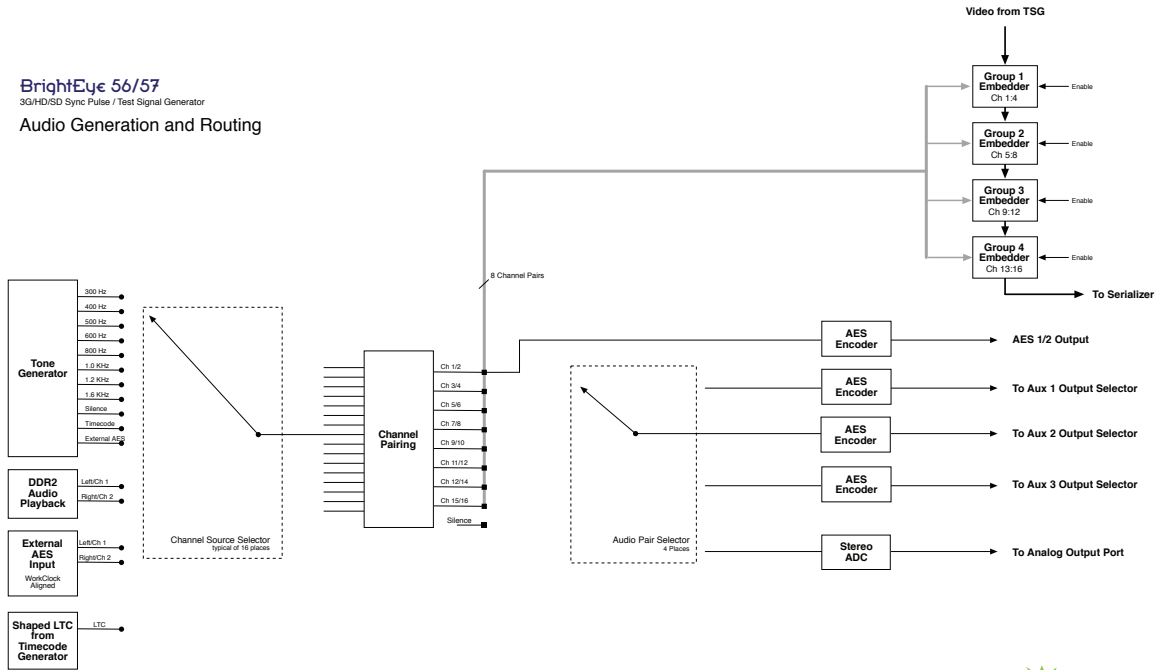 Video from TSG
BrightEye 56/57
3G/HD/SD Sync Pulse / Test Signal Generator
Audio Generation and Routing
Group 1
Embedder
Ch 1:4
Enable
Group 2
Embedder
Ch 5:8
Enable
Group 3
Embedder
Ch 9:12
Enable
Group 4
Embedder
Ch 13:16
Enable
To Serializer
8 Channel Pairs
Tone
Generator
300 Hz
400 Hz
500 Hz
600 Hz
800 Hz
1.0 KHz
1.2 KHz
1.6 KHz
Silence
Timecode
External AES
DDR2
Audio
Playback
Left/Ch 1
Right/Ch 2
External
AES
Input
WorkClock
Aligned
Left/Ch 1
Right/Ch 2
Shaped LTC
from
Timecode
Generator
LTC
Channel Source Selector
typical of 16 places
Channel
Pairing
Ch 1/2
Ch 3/4
Ch 5/6
Ch 7/8
Ch 9/10
Ch 11/12
Ch 12/14
Ch 15/16
Silence
Audio Pair Selector
4 Places
AES
Encoder
AES 1/2 Output
AES
Encoder
To Aux 1 Output Selector
AES
Encoder
To Aux 2 Output Selector
AES
Encoder
To Aux 3 Output Selector
Stereo
ADC
To Analog Output Port